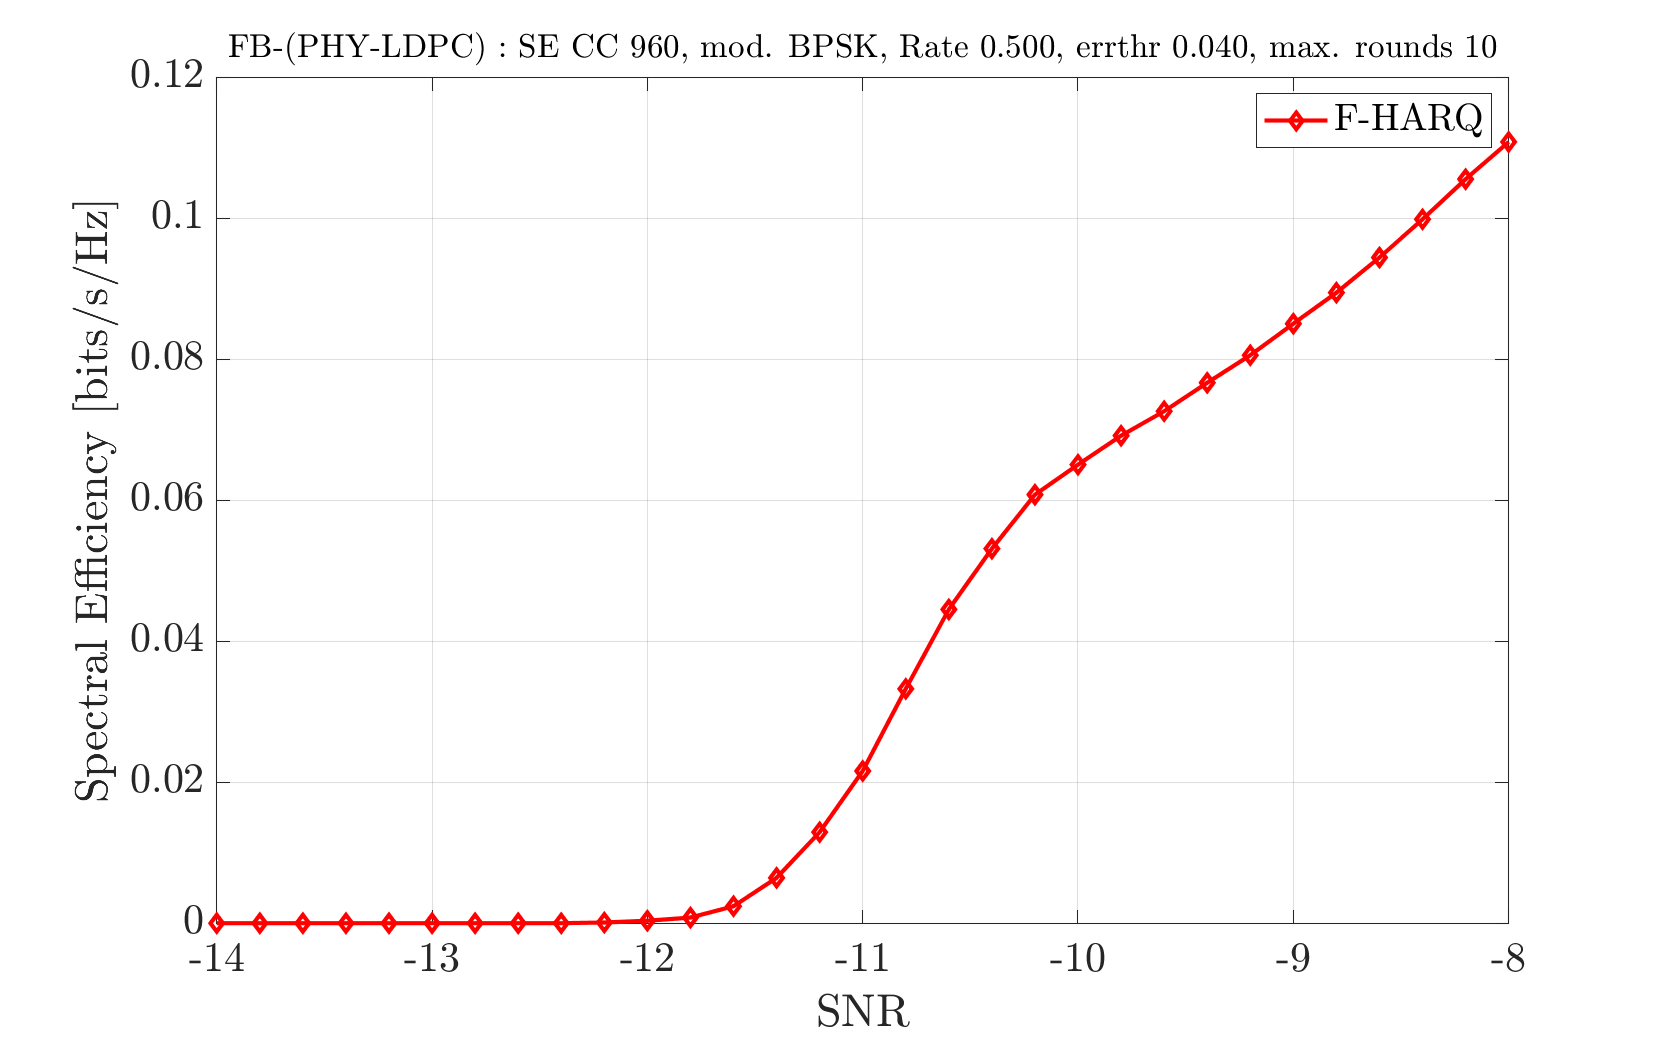 FB-(PHY-LDPC) : SE CC 960, mod. BPSK, Rate 0.500, errthr 0.040, max. rounds 10
F-HARQ
Spectral Efficiency [bits/s/Hz]
0.12
0.1
0.08
0.06
0.04
0.02
0
-14 -13 -12 -11 -10 -9 -8
SNR